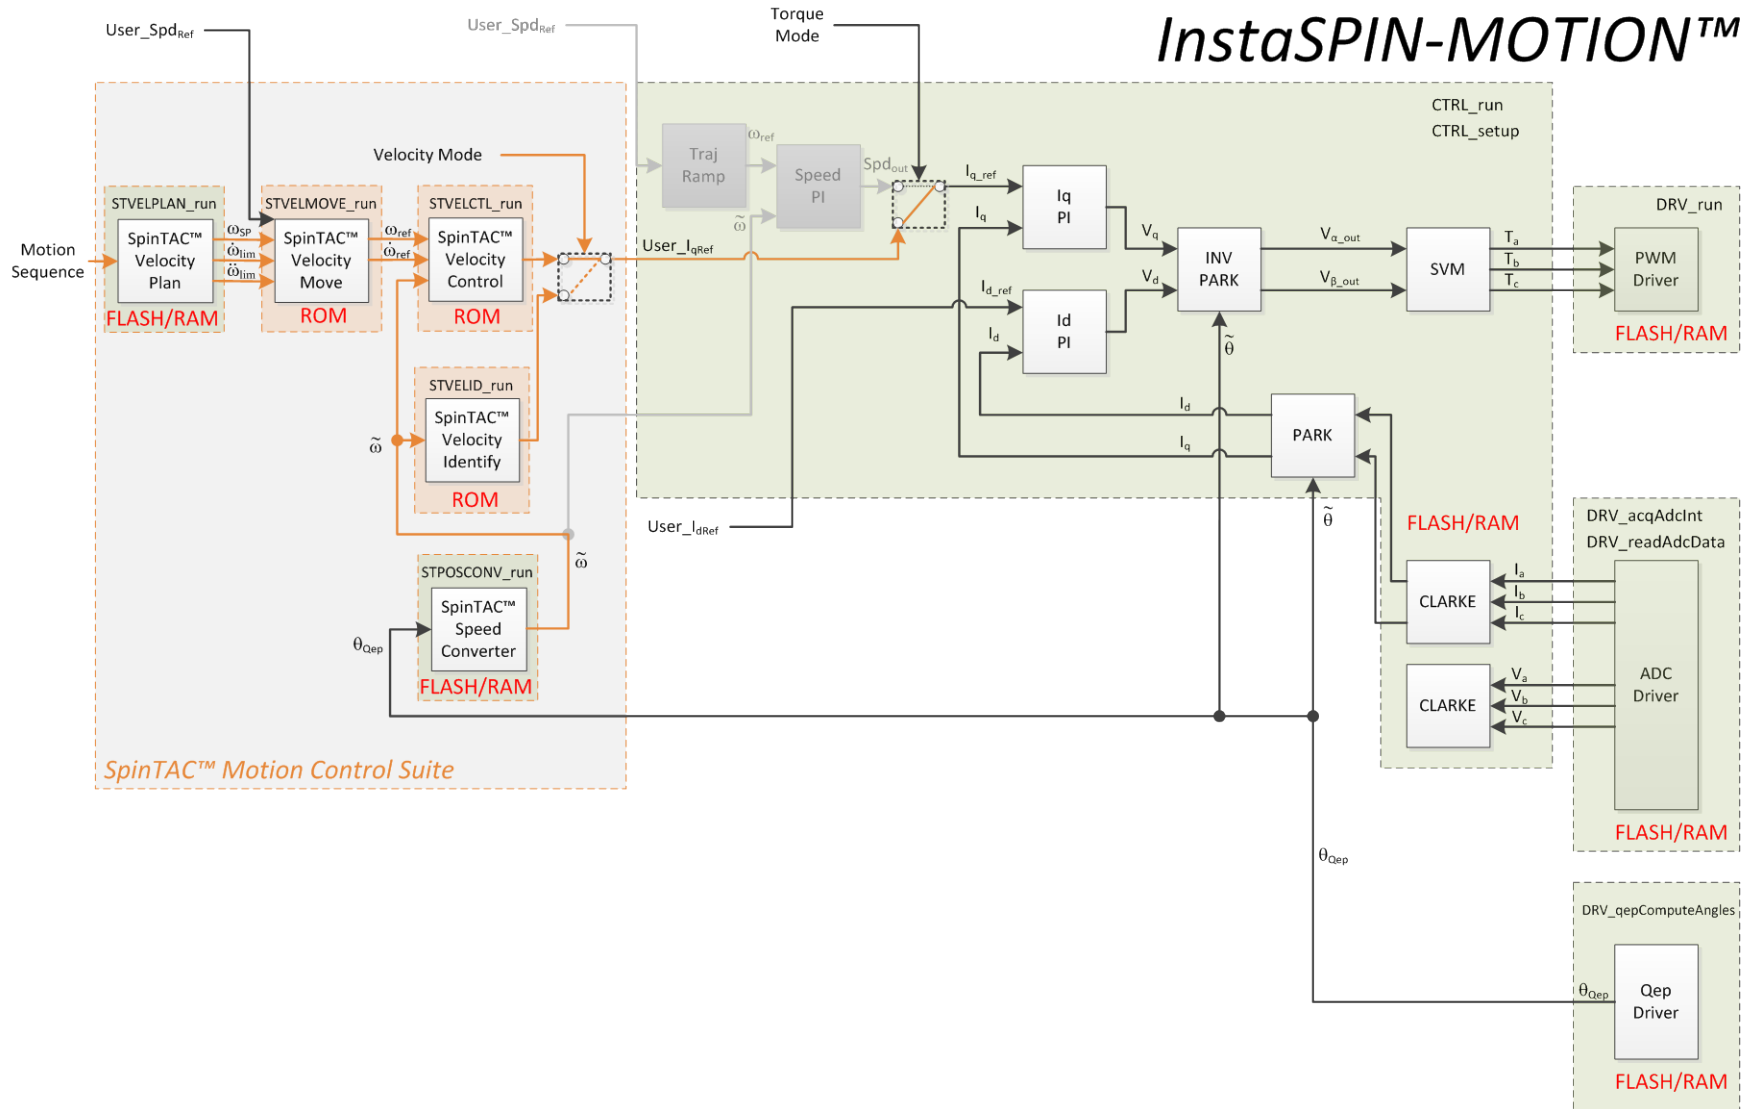 InstaSPIN-MOTION™
User_SpdRef
User_SpdRef
Torque
Mode
CTRL_run
CTRL_setup
Velocity Mode
Traj
Ramp
ωref
Speed
PI
ω̃
Spdout
Iq_ref
Iq
Iq
PI
STVELPLAN_run
SpinTAC™
Velocity
Plan
FLASH/RAM
ωSP
ω̇lim
ω̈lim
STVELMOVE_run
SpinTAC™
Velocity
Move
ROM
ωref
ω̇ref
STVELCTL_run
SpinTAC™
Velocity
Control
ROM
Motion
Sequence
User_IqRef
Id_ref
Id
Id
PI
Vq
Vd
INV
PARK
Vα_out
Vβ_out
SVM
Ta
Tb
Tc
DRV_run
PWM
Driver
FLASH/RAM
θ̃
STVELID_run
SpinTAC™
Velocity
Identify
ROM
ω̃
Id
Iq
PARK
θ̃
User_IdRef
ω̃
STPOSCONV_run
SpinTAC™
Speed
Converter
FLASH/RAM
θQep
FLASH/RAM
CLARKE
CLARKE
Ia
Ib
Ic
Va
Vb
Vc
DRV_acqAdcInt
DRV_readAdcData
ADC
Driver
FLASH/RAM
SpinTAC™ Motion Control Suite
θQep
DRV_qepComputeAngles
θQep
Qep
Driver
FLASH/RAM